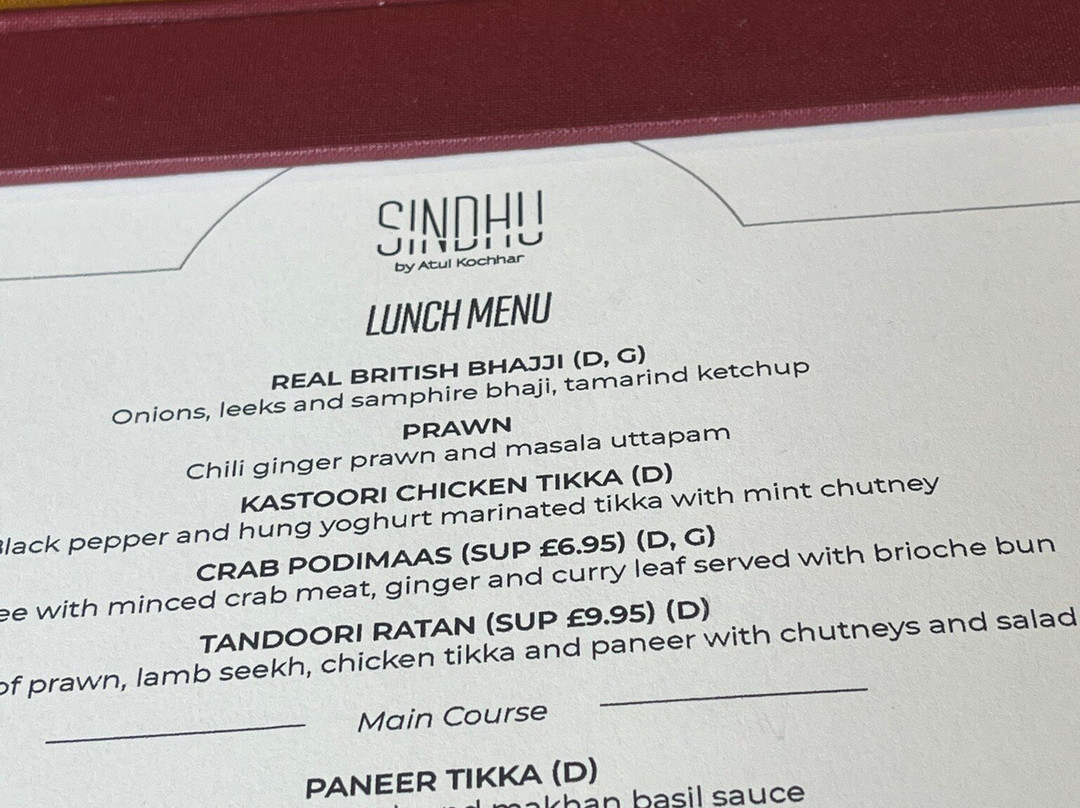 SINDHU
by Atul Kochhar
LUNCH MENU
REAL BRITISH BHAJJI (D, G)
Onions, leeks and samphire bhaji, tamarind ketchup
PRAWN
Chili ginger prawn and masala uttapam
KASTOORI CHICKEN TIKKA (D)
Black pepper and hung yoghurt marinated tikka with mint chutney
CRAB PODIMAAS (SUP £6.95) (D, G)
with minced crab meat, ginger and curry leaf served with brioche bun
TANDOORI RATAN (SUP £9.95) (D)
of prawn, lamb seekh, chicken tikka and paneer with chutneys and salad
Main Course
PANEER TIKKA (D)
makhan basil sauce